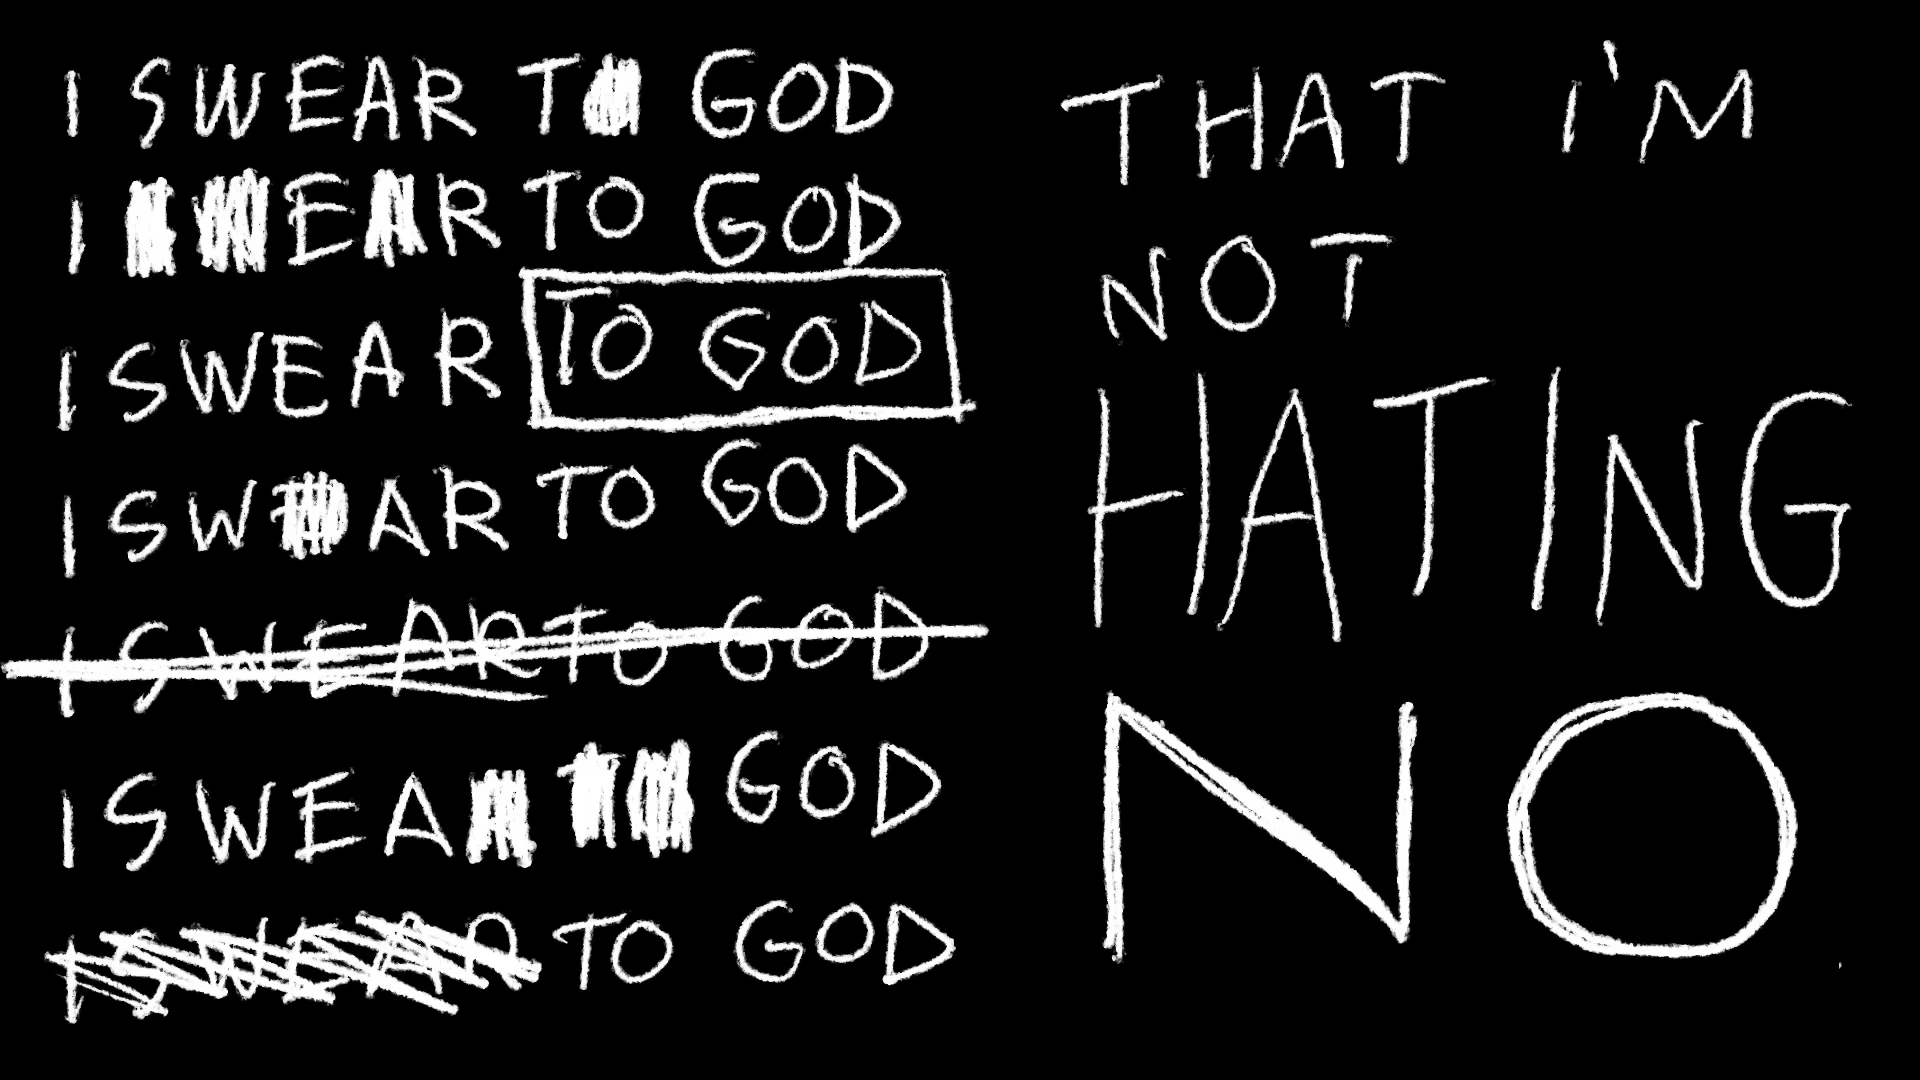 I SWEAR T GOD
I E R TO GOD
I SWEAR TO GOD
I SW AR TO GOD
I SWEAR TO GOD
I SWEA GOD
I SWEAR TO GOD
THAT I'M
NOT
HATING
NO